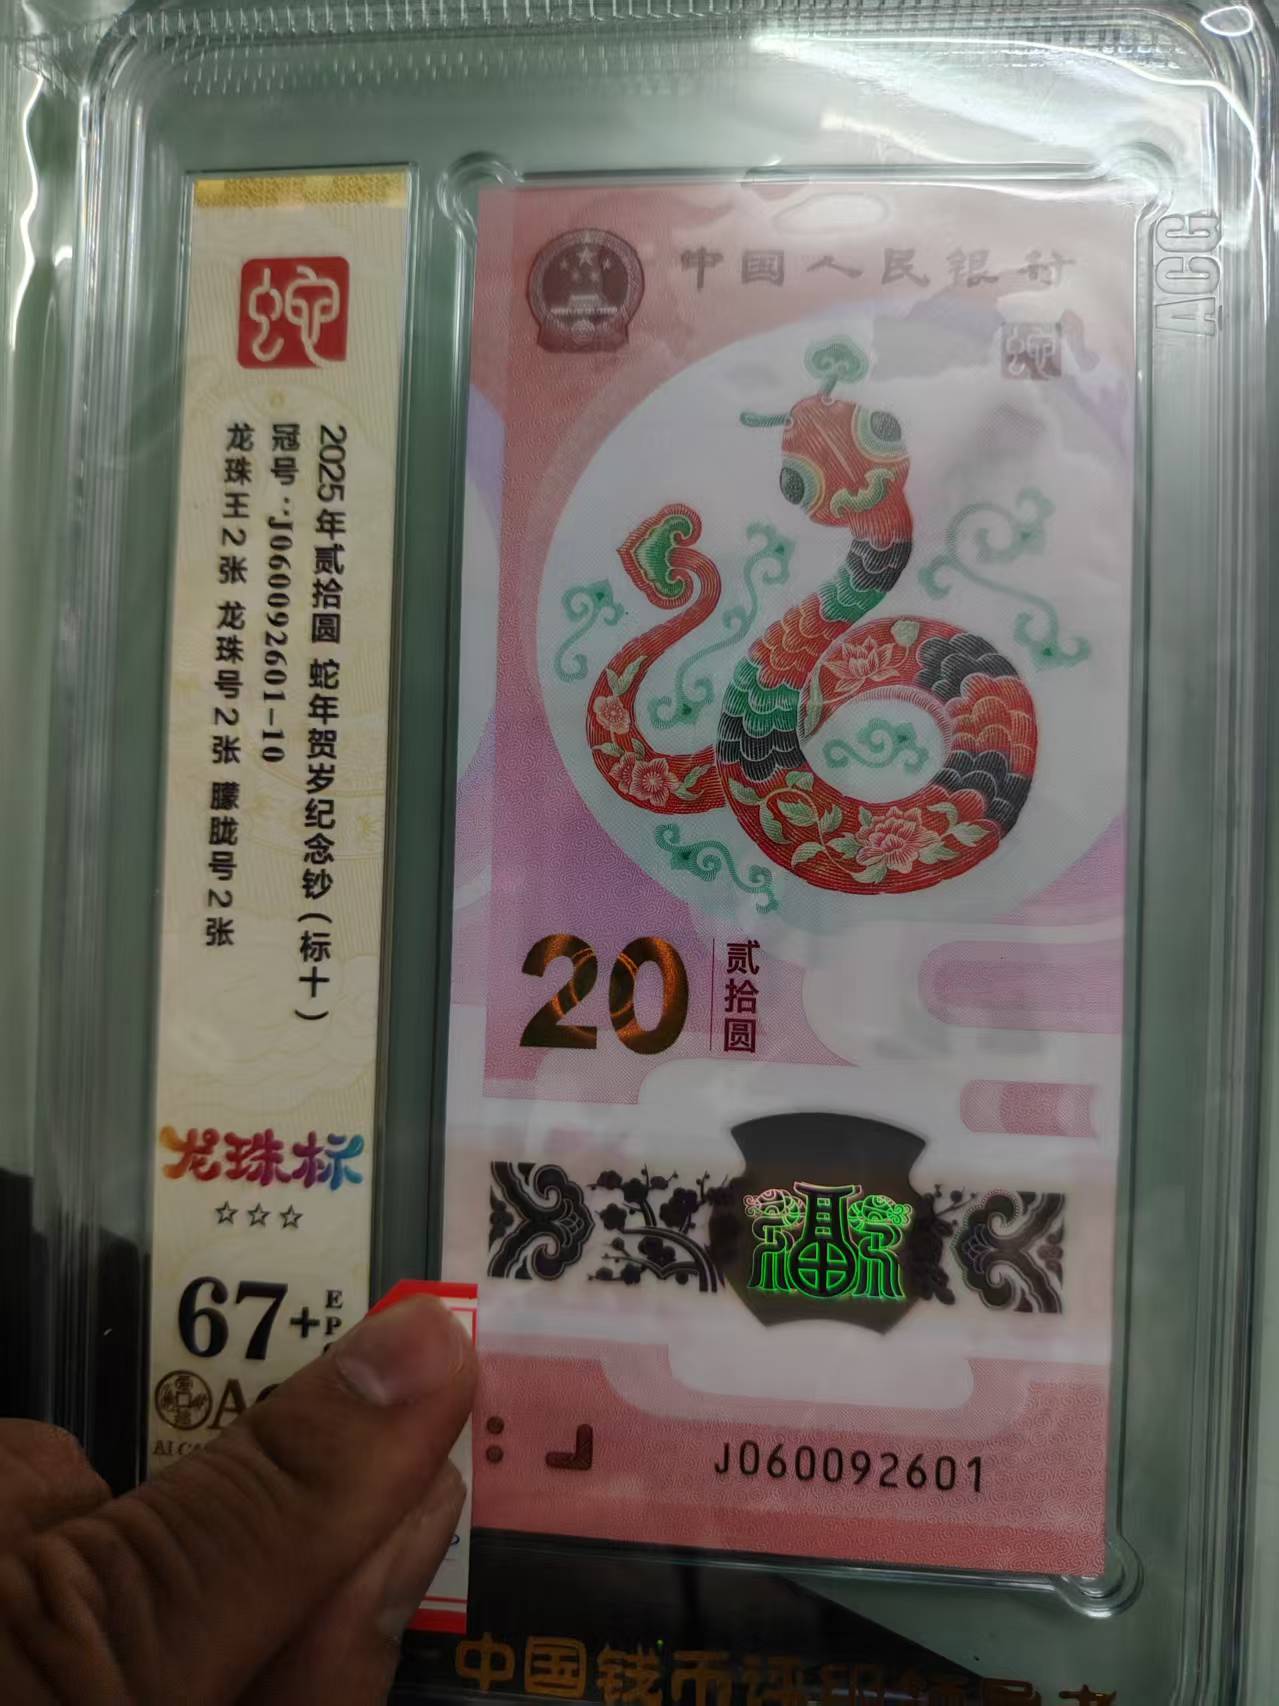 蛇
2025年贰拾圆 蛇年贺岁纪念钞(标十)
冠号:J060092601-10
龙珠王2张 龙珠号2张 朦胧号2张
龙珠标
67+
中国人民银行
蛇
20
贰拾圆
J060092601
ACG
中国钱币评级